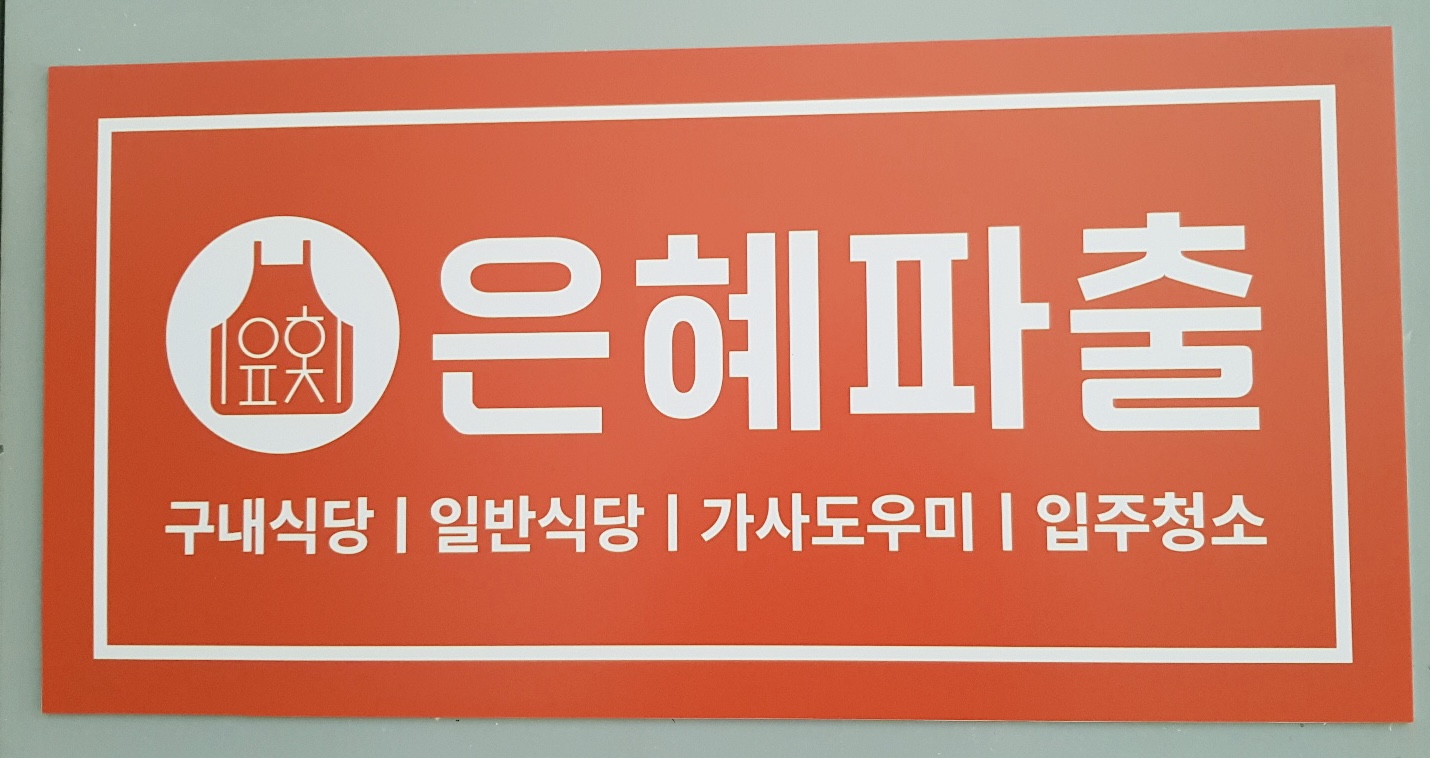 은혜파출
구내식당 | 일반식당 | 가사도우미 | 입주청소